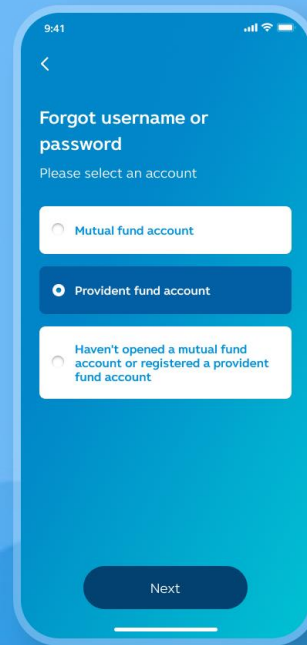 9:41
Forgot username or
password
Please select an account
Mutual fund account
Provident fund account
Haven't opened a mutual fund
account or registered a provident
fund account
Next